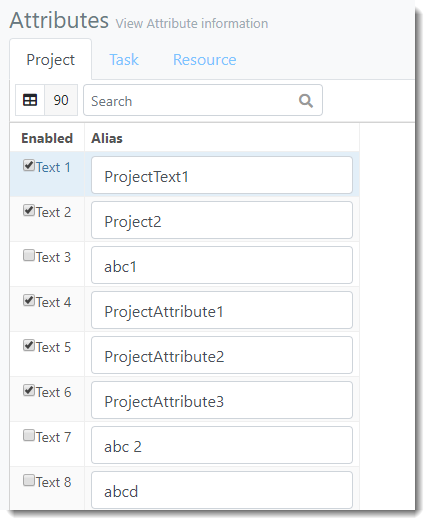 Attributes View Attribute information
Project Task Resource
90 Search
Enabled Alias
Text 1 ProjectText1
Text 2 Project2
Text 3 abc1
Text 4 ProjectAttribute1
Text 5 ProjectAttribute2
Text 6 ProjectAttribute3
Text 7 abc 2
Text 8 abcd